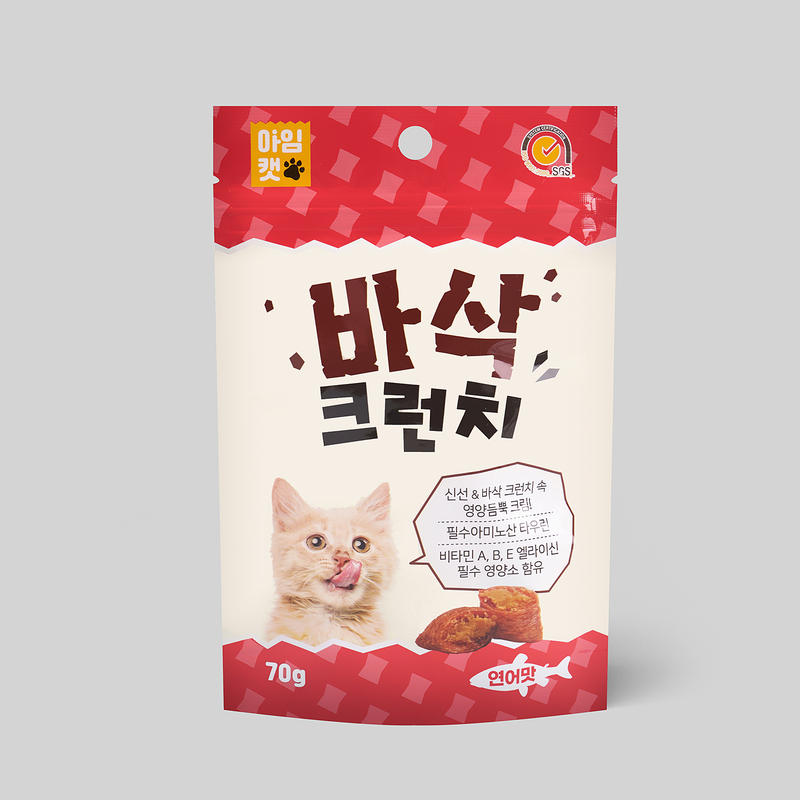 아임
캣
SYSTEM CERTIFICATION
SGS
바삭
크런치
신선 & 바삭 크런치 속
영양듬뿍 크림!
필수아미노산 타우린
비타민 A, B, E 엘라이신
필수 영양소 함유
70g
연어맛